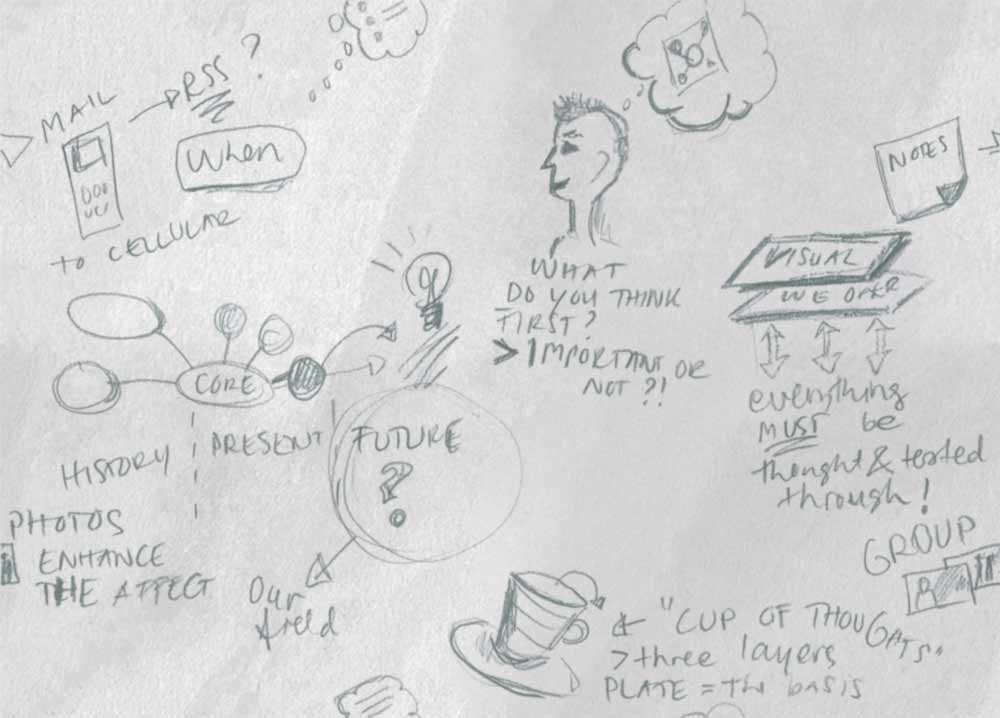 MAIL
RSS ?
When
to CELLULAR
NOTES
WHAT
DO YOU THINK
FIRST?
> IMPORTANT OR
NOT ?!
VISUAL
WE OFFER
everything
MUST be
thought & tested
through!
CORE
HISTORY
PRESENT
FUTURE
?
PHOTOS
ENHANCE
THE AFFECT
Our
field
GROUP
"CUP OF THOUGHTS"
> three layers
PLATE = the basis